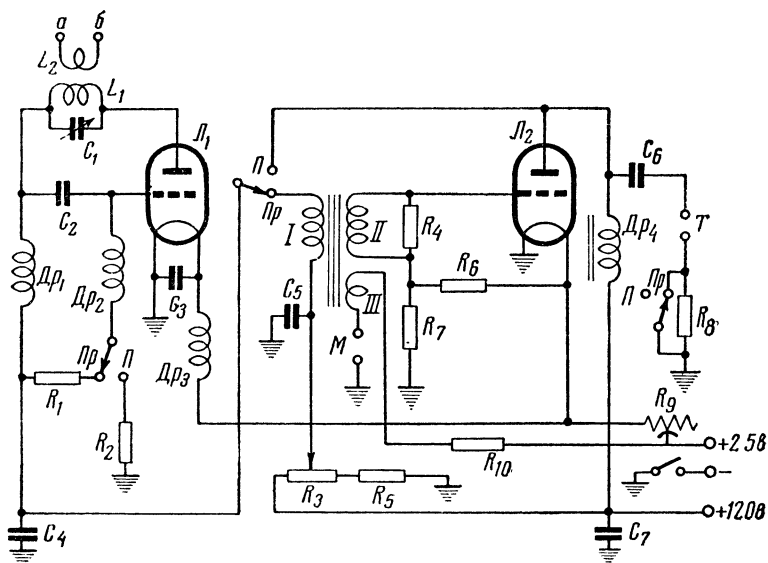 а б
L₂
L₁
C₁
Л₁
C₂
Др₁
Др₂
C₃
Др₃
Пр П
R₁
R₂
C₄
П
Пр
I
II
III
C₅
М
R₃
R₅
R₄
R₆
R₇
R₁₀
Л₂
Др₄
C₆
Т
П Пр
R₈
R₉
+2,5в
–
+120в
C₇